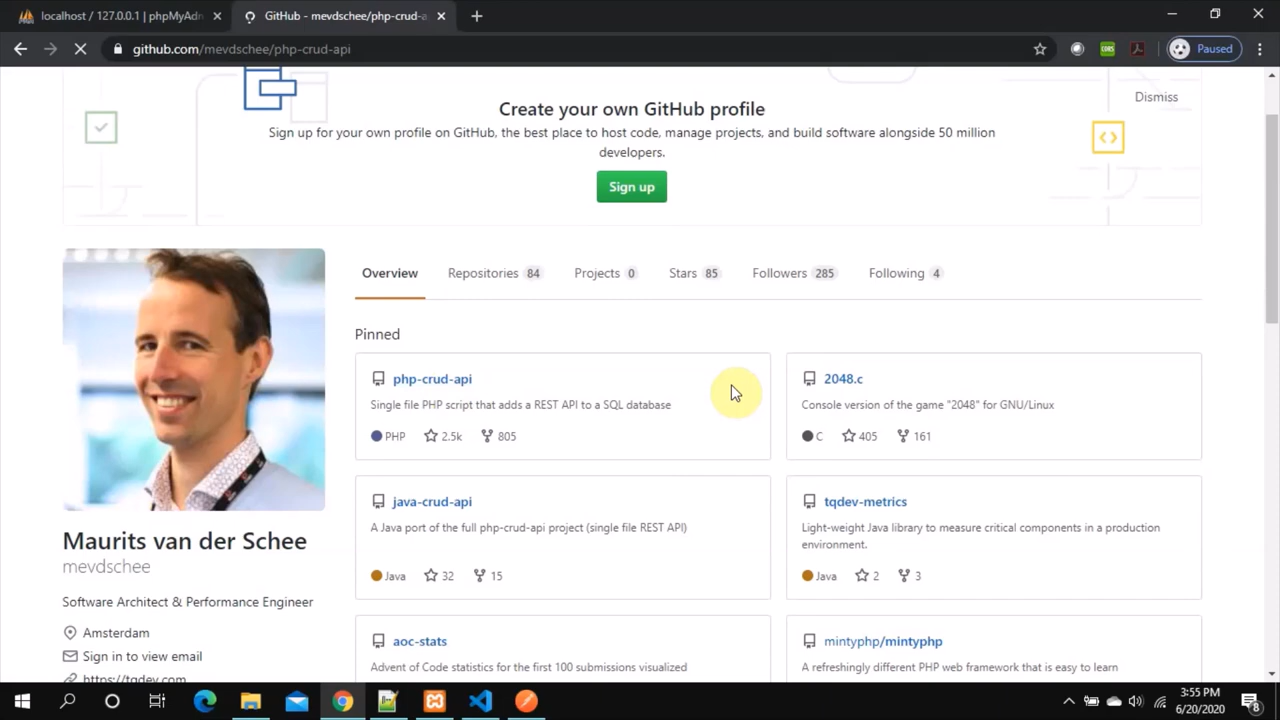 localhost / 127.0.0.1 | phpMyAdn
GitHub - mevdschee/php-crud-a
github.com/mevdschee/php-crud-api
Paused
Create your own GitHub profile
Dismiss
Sign up for your own profile on GitHub, the best place to host code, manage projects, and build software alongside 50 million
developers.
Sign up
Overview
Repositories 84
Projects 0
Stars 85
Followers 285
Following 4
Pinned
php-crud-api
Single file PHP script that adds a REST API to a SQL database
PHP 2.5k 805
2048.c
Console version of the game "2048" for GNU/Linux
C 405 161
java-crud-api
A Java port of the full php-crud-api project (single file REST API)
Java 32 15
tqdev-metrics
Light-weight Java library to measure critical components in a production
environment.
Java 2 3
aoc-stats
Advent of Code statistics for the first 100 submissions visualized
mintyphp/mintyphp
A refreshingly different PHP web framework that is easy to learn
Maurits van der Schee
mevdschee
Software Architect & Performance Engineer
Amsterdam
Sign in to view email
https://tqdev.com
3:55 PM
6/20/2020
8